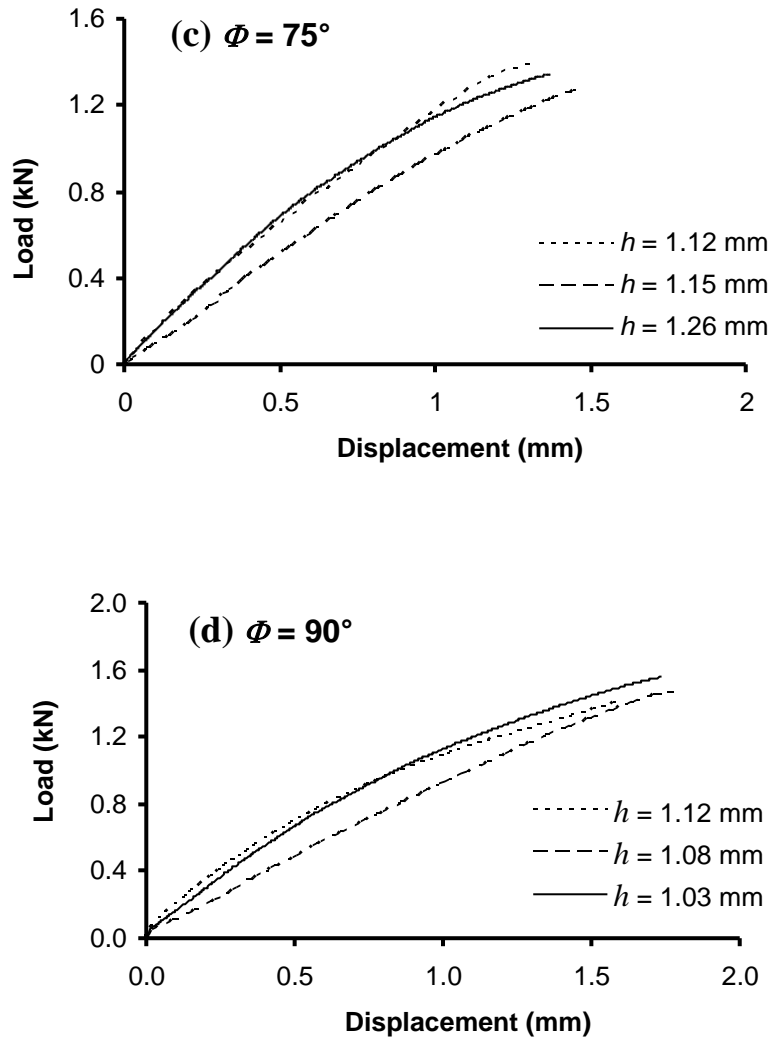 (c) Φ = 75°
1.6
1.2
0.8
0.4
0
Load (kN)
h = 1.12 mm
h = 1.15 mm
h = 1.26 mm
0 0.5 1 1.5 2
Displacement (mm)
(d) Φ = 90°
2.0
1.6
1.2
0.8
0.4
0.0
Load (kN)
h = 1.12 mm
h = 1.08 mm
h = 1.03 mm
0.0 0.5 1.0 1.5 2.0
Displacement (mm)